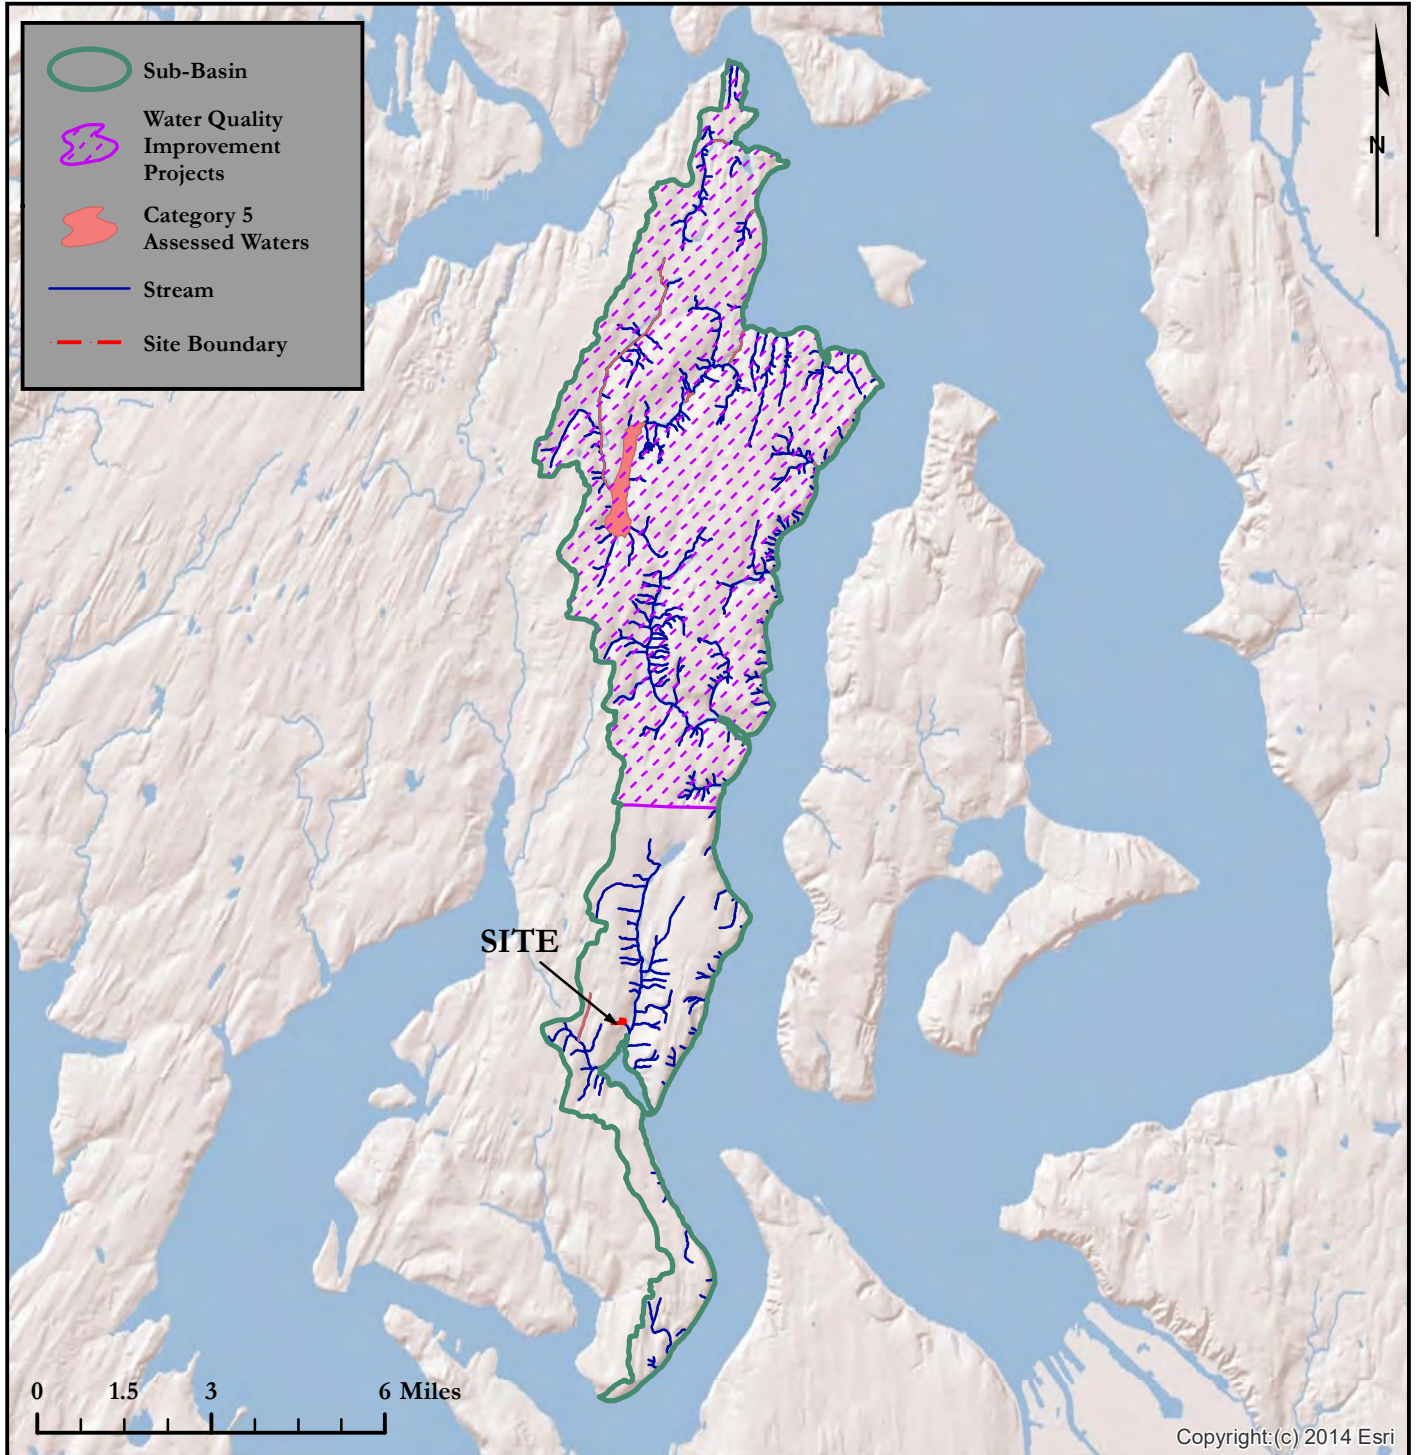 Sub-Basin
Water Quality
Improvement
Projects
Category 5
Assessed Waters
Stream
Site Boundary
N
SITE
0 1.5 3 6 Miles
Copyright:(c) 2014 Esri